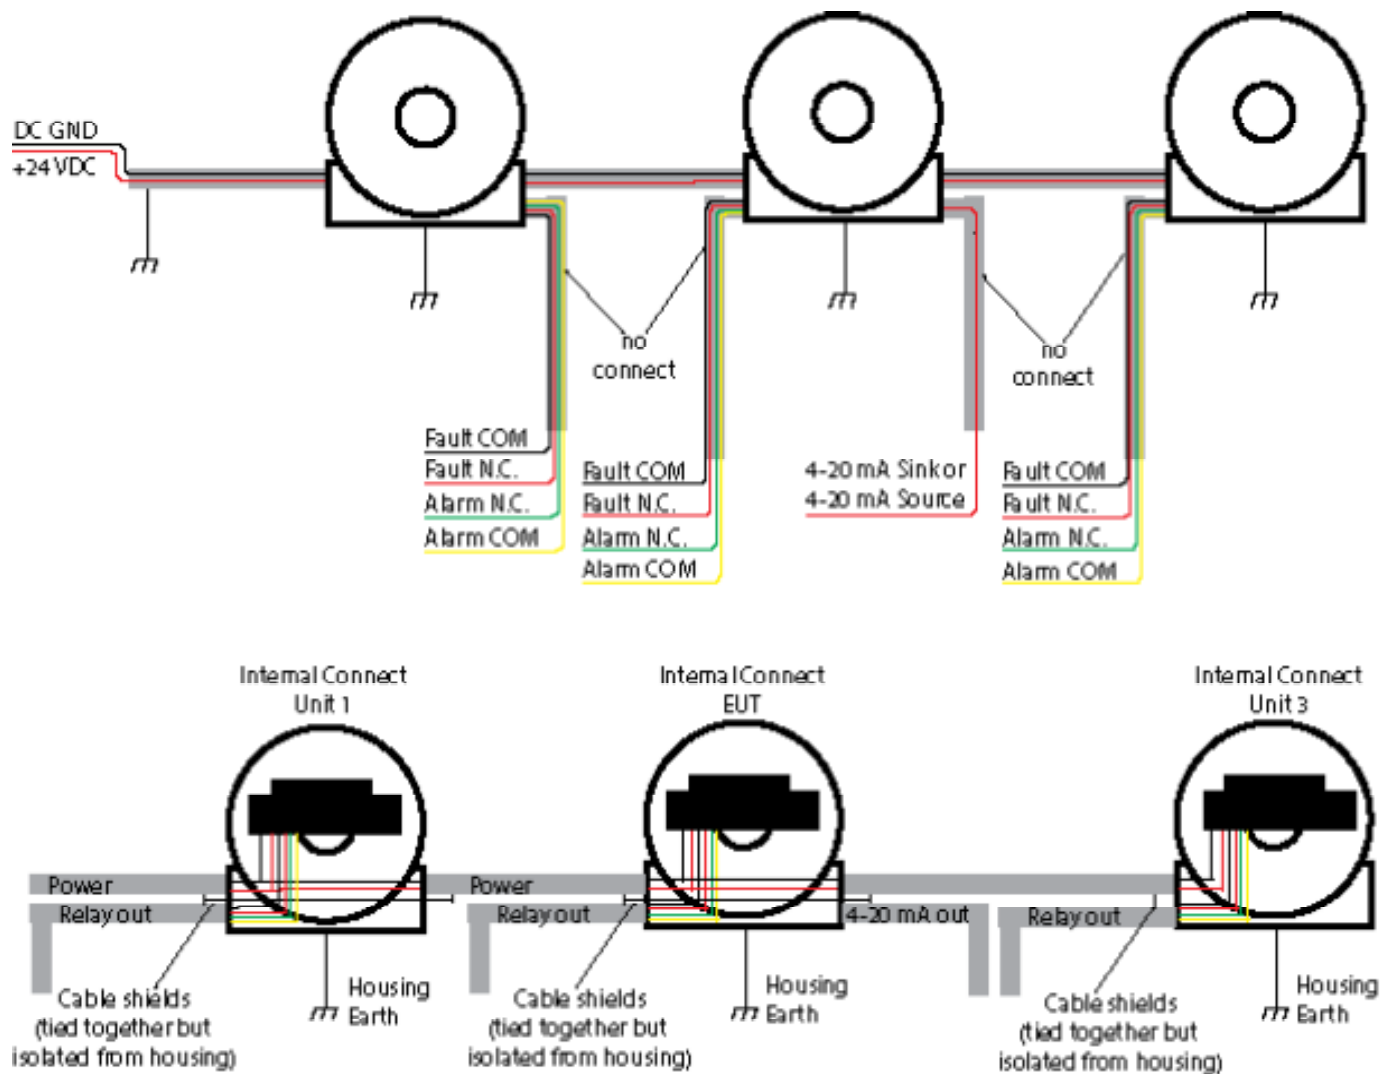 DC GND
+24 VDC
no
connect
no
connect
Fault COM
Fault N.C.
Alarm N.C.
Alarm COM
Fault COM
Fault N.C.
Alarm N.C.
Alarm COM
4-20 mA Sink or
4-20 mA Source
Fault COM
Fault N.C.
Alarm N.C.
Alarm COM
Internal Connect
Unit 1
Internal Connect
EUT
Internal Connect
Unit 3
Power
Relay out
Power
Relay out
4-20 mA out
Relay out
Cable shields
(tied together but
isolated from housing)
Housing
Earth
Cable shields
(tied together but
isolated from housing)
Housing
Earth
Cable shields
(tied together but
isolated from housing)
Housing
Earth